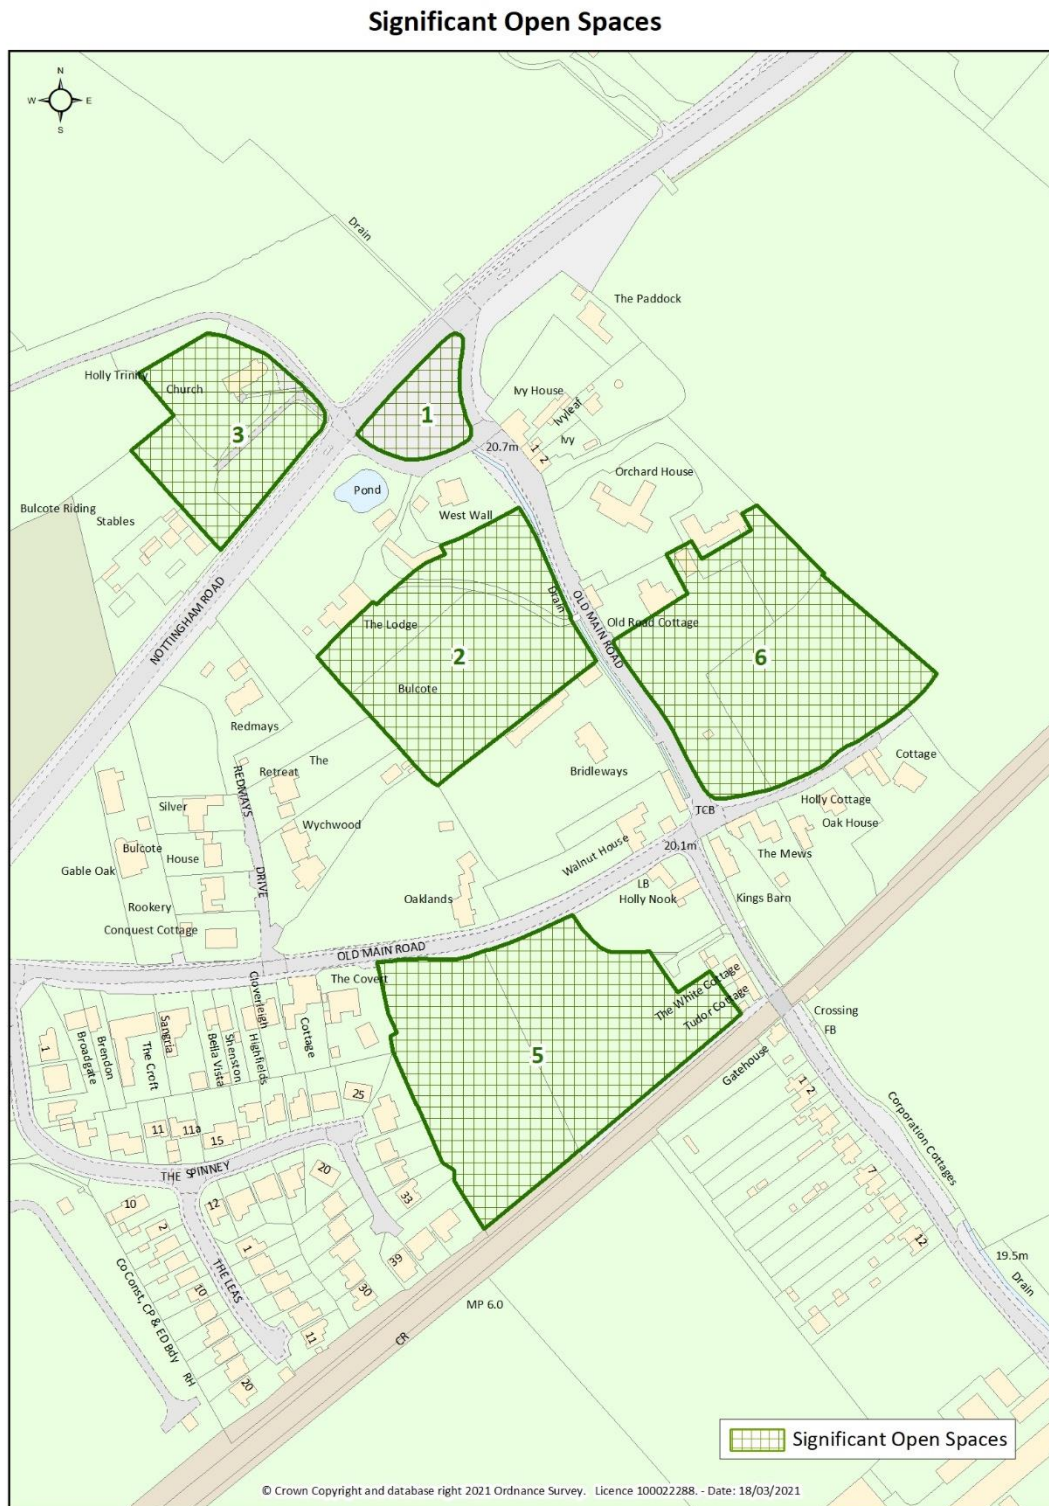 Significant Open Spaces
N
W E
S
Drain
The Paddock
Holly Trinity
Church
3
1
Ivy House
Ivyleaf
Ivy
1
2
20.7m
Pond
Orchard House
Bulcote Riding
Stables
West Wall
NOTTINGHAM ROAD
Drain
OLD MAIN ROAD
The Lodge
Old Road Cottage
2
6
Bulcote
Redmays
The
Retreat
Bridleways
Cottage
REDMAYS
DRIVE
Silver
Wychwood
Holly Cottage
TCB
Oak House
Bulcote
House
Gable Oak
Walnut House
20.1m
The Mews
Oaklands
LB
Holly Nook
Kings Barn
Rookery
Conquest Cottage
OLD MAIN ROAD
The Covert
The White Cottage
Tudor Cottage
Crossing
FB
1
Broadgate
Brendon
The Croft
Sangria
Bella Vista
Shenston
Highfields
Cloverleigh
Cottage
5
Gatehouse
1
2
25
Corporation Cottages
11
11a
15
THE SPINNEY
20
7
10
12
33
2
1
12
THE LEAS
39
19.5m
Drain
10
30
MP 6.0
Co Const, CP & ED Bdy
11
CR
RH
20
Significant Open Spaces
© Crown Copyright and database right 2021 Ordnance Survey. Licence 100022288. - Date: 18/03/2021